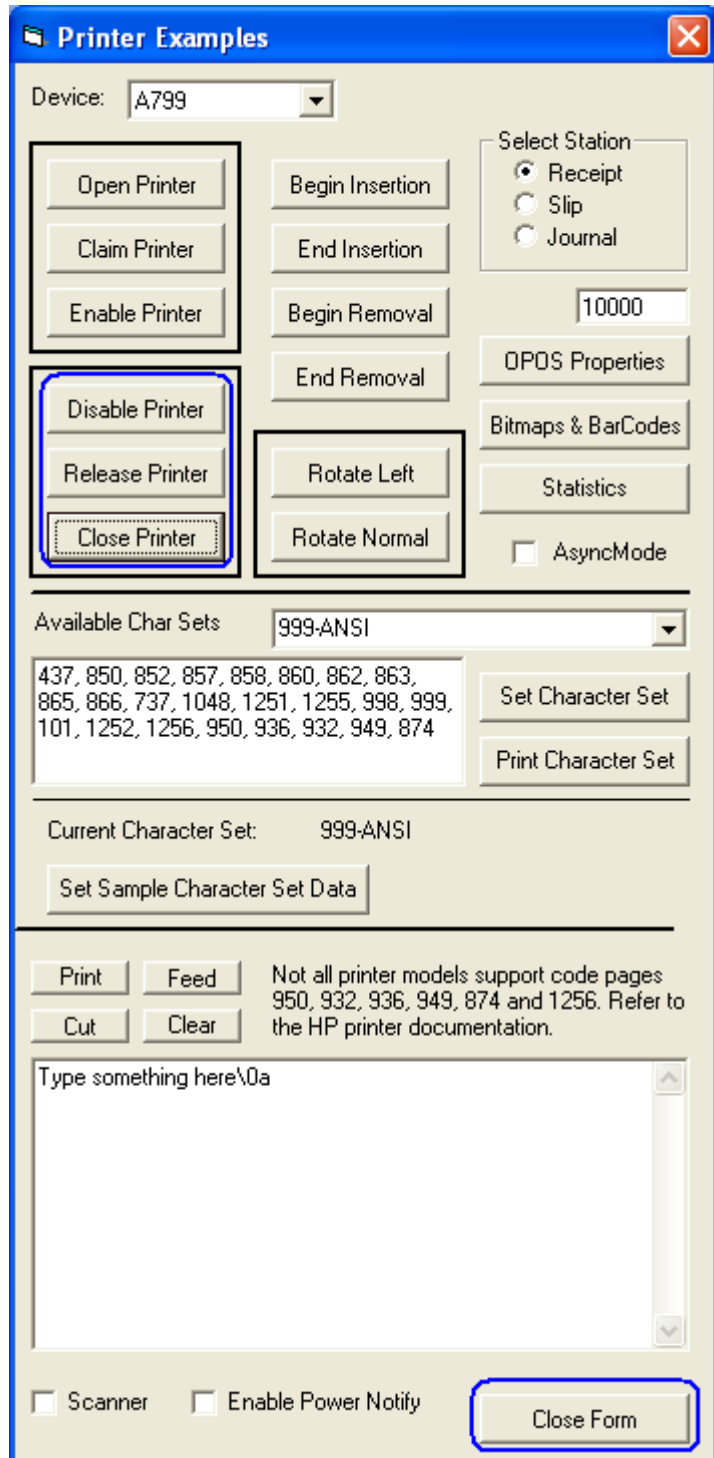 Printer Examples
Device: A799
Select Station
Open Printer Begin Insertion Receipt
Slip
Claim Printer End Insertion Journal
Enable Printer Begin Removal 10000
End Removal OPOS Properties
Disable Printer Bitmaps & BarCodes
Release Printer Rotate Left Statistics
Close Printer Rotate Normal AsyncMode
Available Char Sets 999-ANSI
437, 850, 852, 857, 858, 860, 862, 863,
865, 866, 737, 1048, 1251, 1255, 998, 999,
101, 1252, 1256, 950, 936, 932, 949, 874
Set Character Set
Print Character Set
Current Character Set: 999-ANSI
Set Sample Character Set Data
Print Feed
Cut Clear
Not all printer models support code pages
950, 932, 936, 949, 874 and 1256. Refer to
the HP printer documentation.
Type something here\0a
Scanner Enable Power Notify Close Form